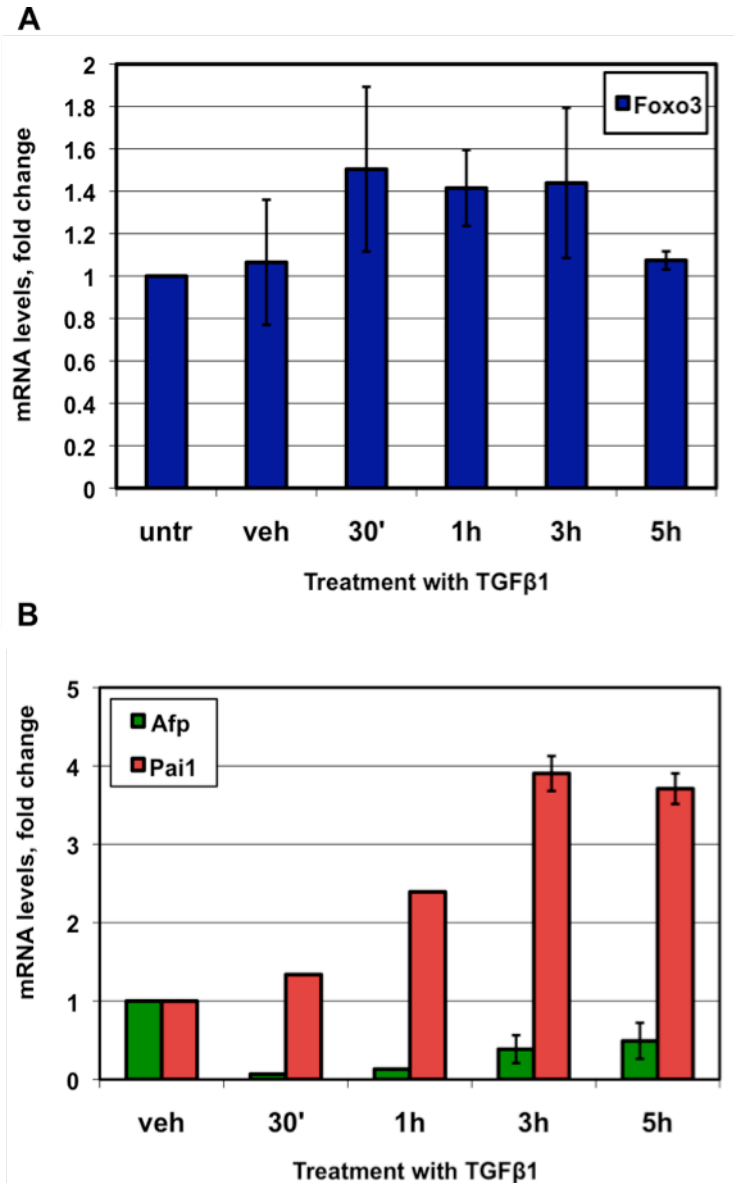 A
mRNA levels, fold change
2
1.8
1.6
1.4
1.2
1
0.8
0.6
0.4
0.2
0
Foxo3
untr veh 30' 1h 3h 5h
Treatment with TGFβ1
B
mRNA levels, fold change
5
4
3
2
1
0
Afp
Pai1
veh 30' 1h 3h 5h
Treatment with TGFβ1